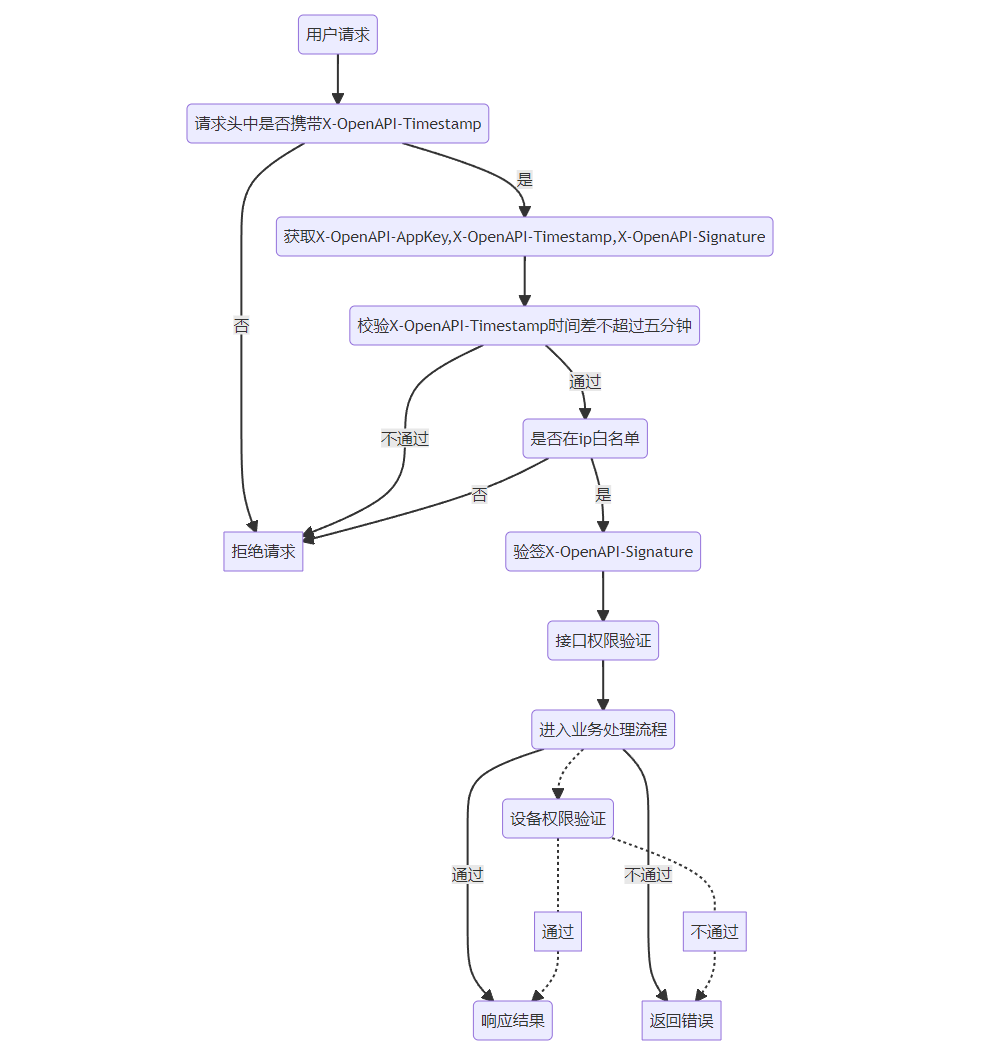 用户请求
请求头中是否携带X-OpenAPI-Timestamp
是
获取X-OpenAPI-AppKey,X-OpenAPI-Timestamp,X-OpenAPI-Signature
否
校验X-OpenAPI-Timestamp时间差不超过五分钟
通过
不通过
是否在ip白名单
否
是
拒绝请求
验签X-OpenAPI-Signature
接口权限验证
进入业务处理流程
设备权限验证
通过
不通过
通过
不通过
响应结果
返回错误